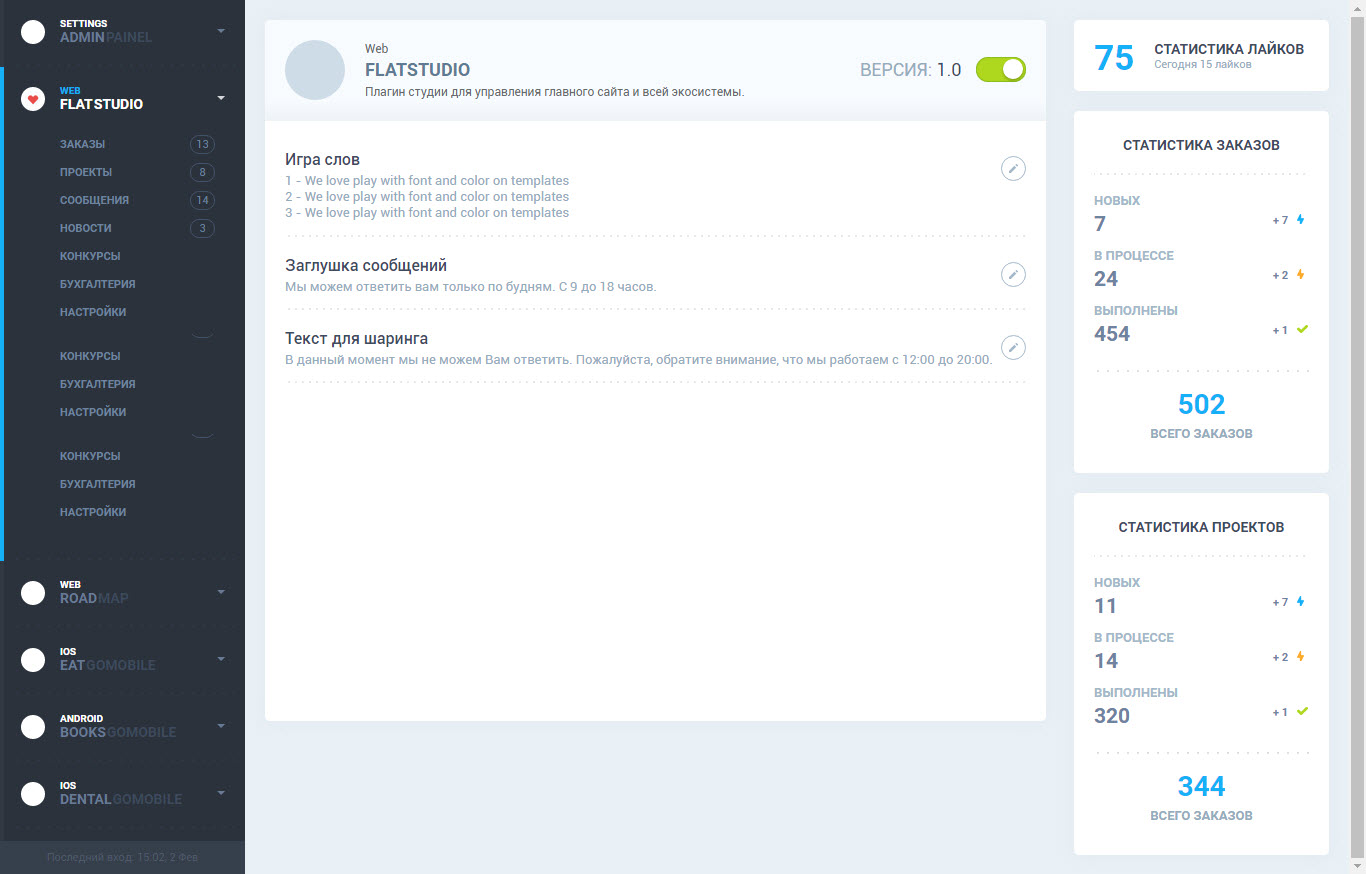 SETTINGS
ADMINPAINEL
WEB
FLATSTUDIO
ЗАКАЗЫ 13
ПРОЕКТЫ 8
СООБЩЕНИЯ 14
НОВОСТИ 3
КОНКУРСЫ
БУХГАЛТЕРИЯ
НАСТРОЙКИ
КОНКУРСЫ
БУХГАЛТЕРИЯ
НАСТРОЙКИ
КОНКУРСЫ
БУХГАЛТЕРИЯ
НАСТРОЙКИ
WEB
ROADMAP
IOS
EATGOMOBILE
ANDROID
BOOKSGOMOBILE
IOS
DENTALGOMOBILE
Последний вход: 15:02, 2 Фев
Web
FLATSTUDIO
Плагин студии для управления главного сайта и всей экосистемы.
ВЕРСИЯ: 1.0
Игра слов
1 - We love play with font and color on templates
2 - We love play with font and color on templates
3 - We love play with font and color on templates
Заглушка сообщений
Мы можем ответить вам только по будням. С 9 до 18 часов.
Текст для шаринга
В данный момент мы не можем Вам ответить. Пожалуйста, обратите внимание, что мы работаем с 12:00 до 20:00.
75
СТАТИСТИКА ЛАЙКОВ
Сегодня 15 лайков
СТАТИСТИКА ЗАКАЗОВ
НОВЫХ
7 +7
В ПРОЦЕССЕ
24 +2
ВЫПОЛНЕНЫ
454 +1
502
ВСЕГО ЗАКАЗОВ
СТАТИСТИКА ПРОЕКТОВ
НОВЫХ
11 +7
В ПРОЦЕССЕ
14 +2
ВЫПОЛНЕНЫ
320 +1
344
ВСЕГО ЗАКАЗОВ